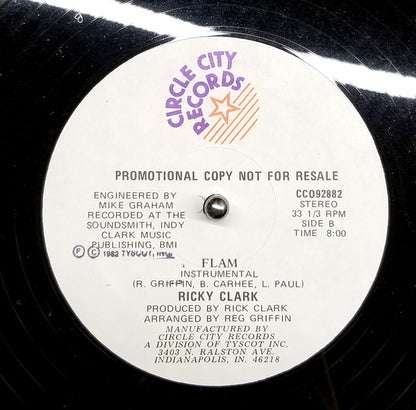 CIRCLE CITY
RECORDS
PROMOTIONAL COPY NOT FOR RESALE
ENGINEERED BY
MIKE GRAHAM
RECORDED AT THE
SOUNDSMITH, INDY
CLARK MUSIC
PUBLISHING, BMI
Ⓟ © 1982 TYSCOT, INC.
CCO92882
STEREO
33 1/3 RPM
SIDE B
TIME 8:00
FLAM
INSTRUMENTAL
(R. GRIFFIN, B. CARHEE, L. PAUL)
RICKY CLARK
PRODUCED BY RICK CLARK
ARRANGED BY REG GRIFFIN
MANUFACTURED BY
CIRCLE CITY RECORDS
A DIVISION OF TYSCOT INC.
3403 N. RALSTON AVE.
INDIANAPOLIS, IN. 46218